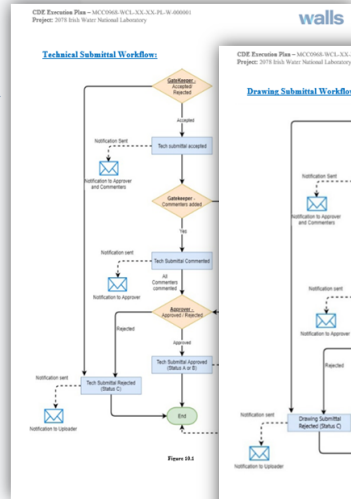 CDE Execution Plan – MCC0968-WCL-XX-XX-PL-W-000001
Project: 2078 Irish Water National Laboratory
walls
Technical Submittal Workflow:
GateKeeper -
Accepted/
Rejected
Accepted
Notification Sent
Tech submittal accepted
Notification to Approver
and Commenters
Gatekeeper -
Commenters added
Yes
Notification sent
Tech Submittal Commented
Notification to Approver
All
Commenters
commented
Approver -
Approved / Rejected
Rejected
Approved
Tech Submittal Approved
(Status A or B)
Notification sent
Tech Submittal Rejected
(Status C)
Notification to Uploader
End
Figure 10.1
CDE Execution Plan – MCC0968-WCL-XX-
Project: 2078 Irish Water National Laboratory
Drawing Submittal Workflow
Notification Sent
Notification to Approver
and Commenters
Notification sent
Notification to Approver
Rejected
Notification sent
Drawing Submittal
Rejected (Status C)
Notification to Uploader